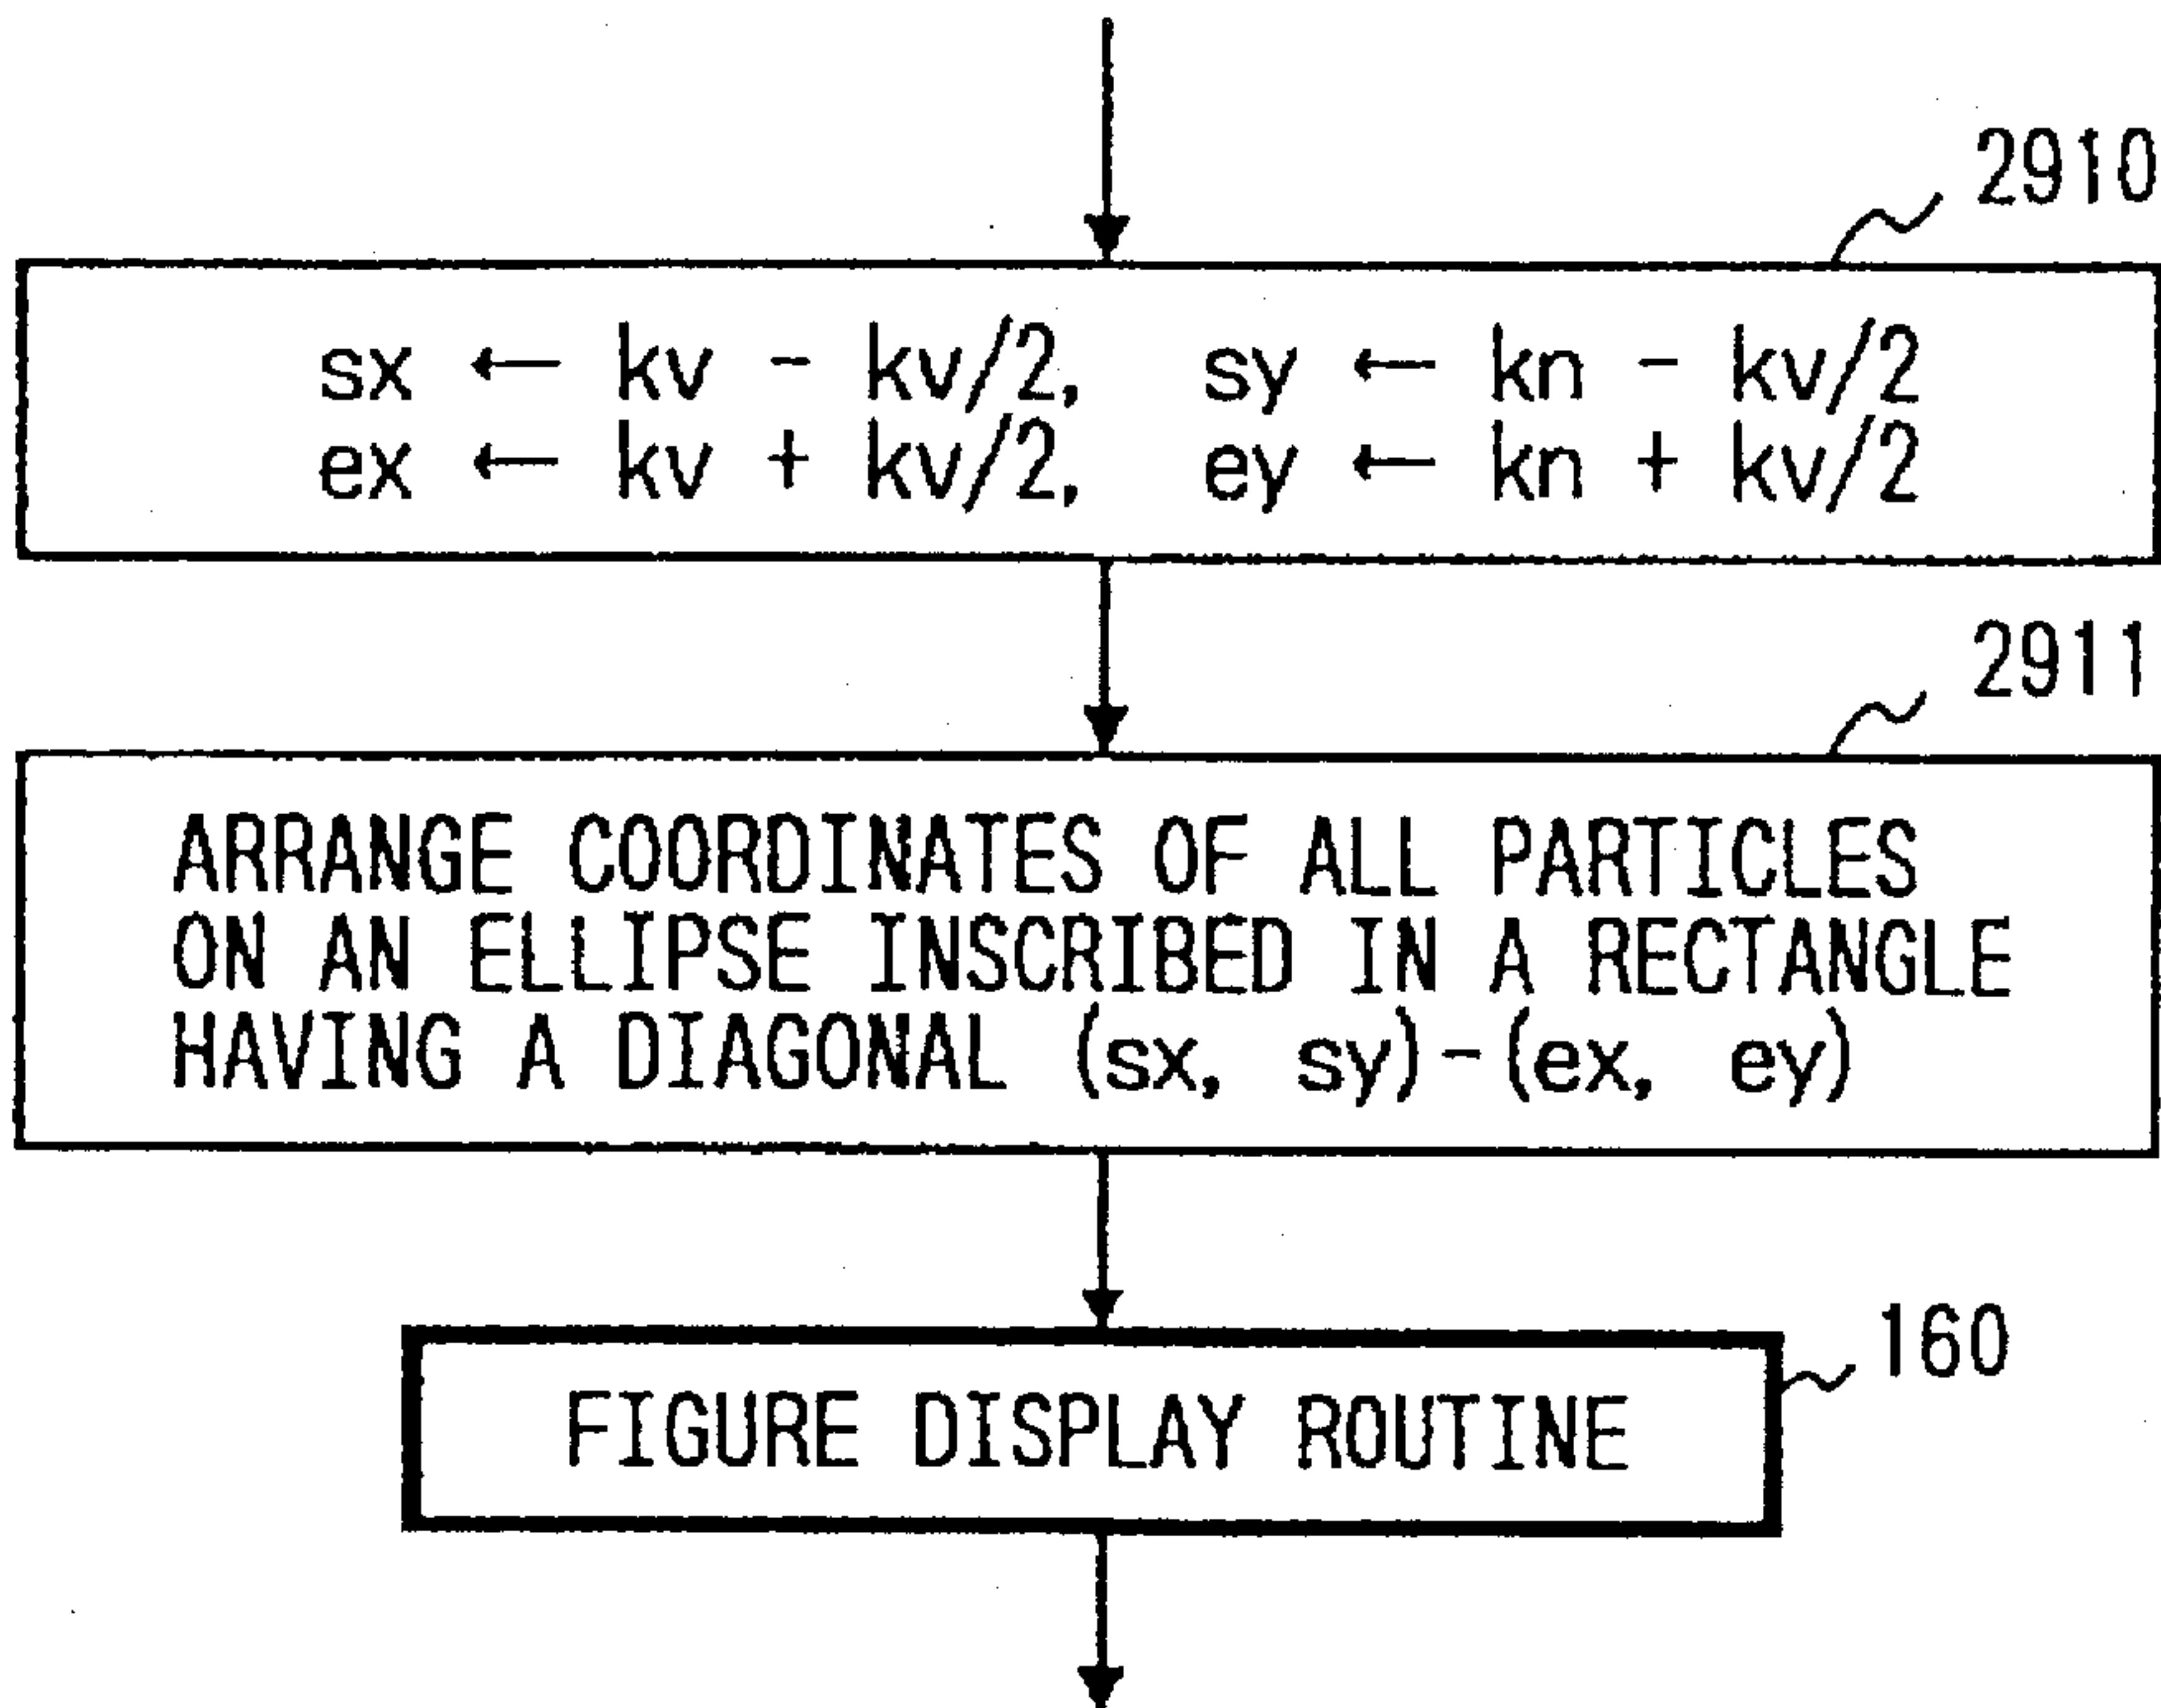 2910
sx ← kv - kv/2, sy ← kn - kv/2
ex ← kv + kv/2, ey ← kn + kv/2
2911
ARRANGE COORDINATES OF ALL PARTICLES
ON AN ELLIPSE INSCRIBED IN A RECTANGLE
HAVING A DIAGONAL (sx, sy)-(ex, ey)
160
FIGURE DISPLAY ROUTINE